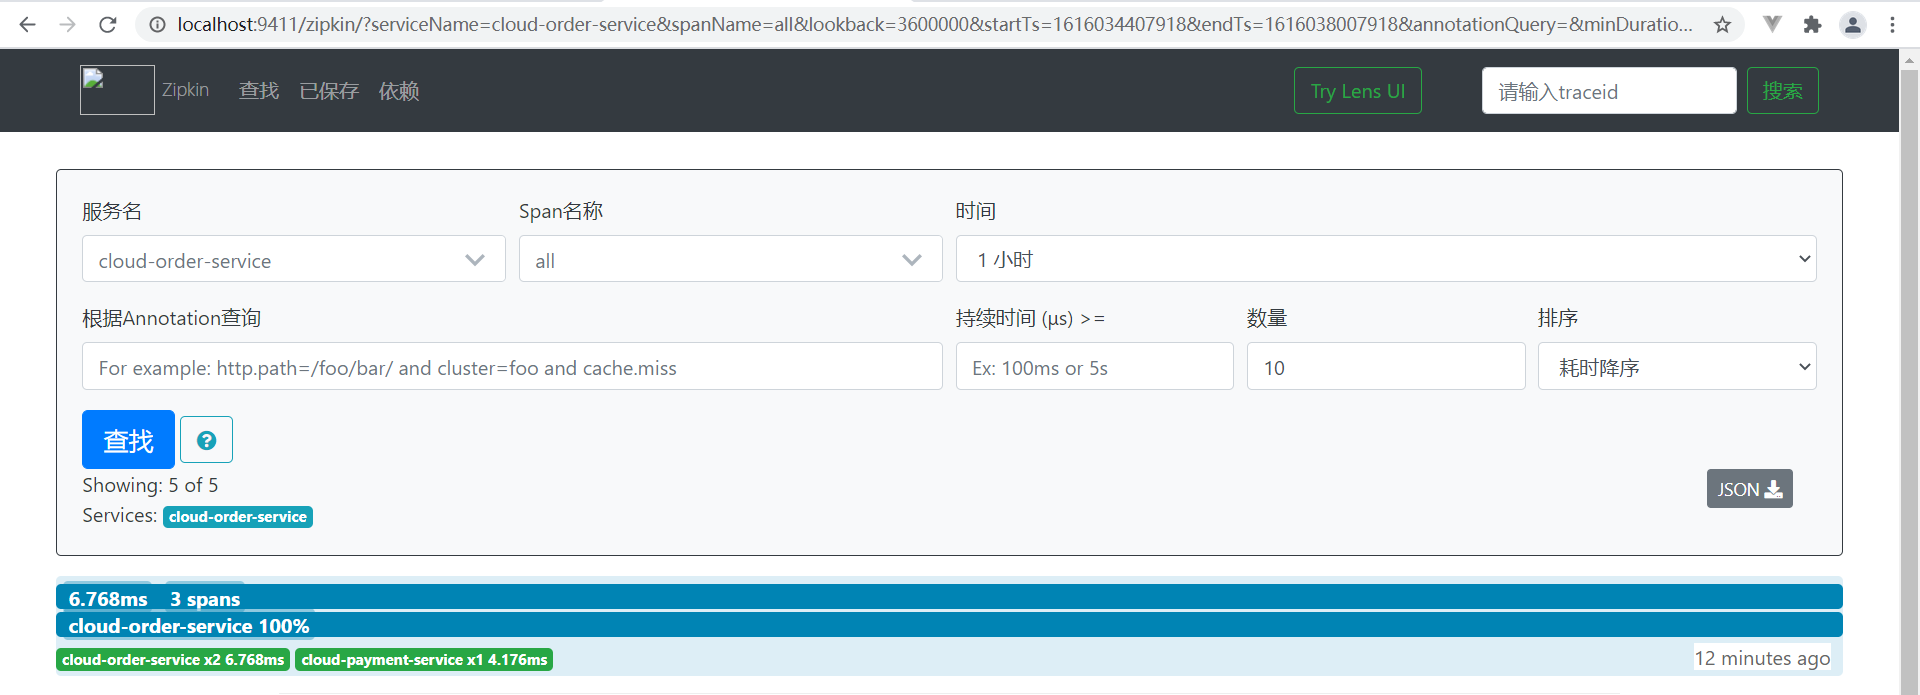 localhost:9411/zipkin/?serviceName=cloud-order-service&spanName=all&lookback=3600000&startTs=1616034407918&endTs=1616038007918&annotationQuery=&minDuratio...
Zipkin 查找 已保存 依赖 Try Lens UI 请输入traceid 搜索
服务名 Span名称 时间
cloud-order-service all 1 小时
根据Annotation查询 持续时间 (μs) >= 数量 排序
For example: http.path=/foo/bar/ and cluster=foo and cache.miss Ex: 100ms or 5s 10 耗时降序
查找
Showing: 5 of 5
JSON
Services: cloud-order-service
6.768ms 3 spans
cloud-order-service 100%
cloud-order-service x2 6.768ms cloud-payment-service x1 4.176ms 12 minutes ago